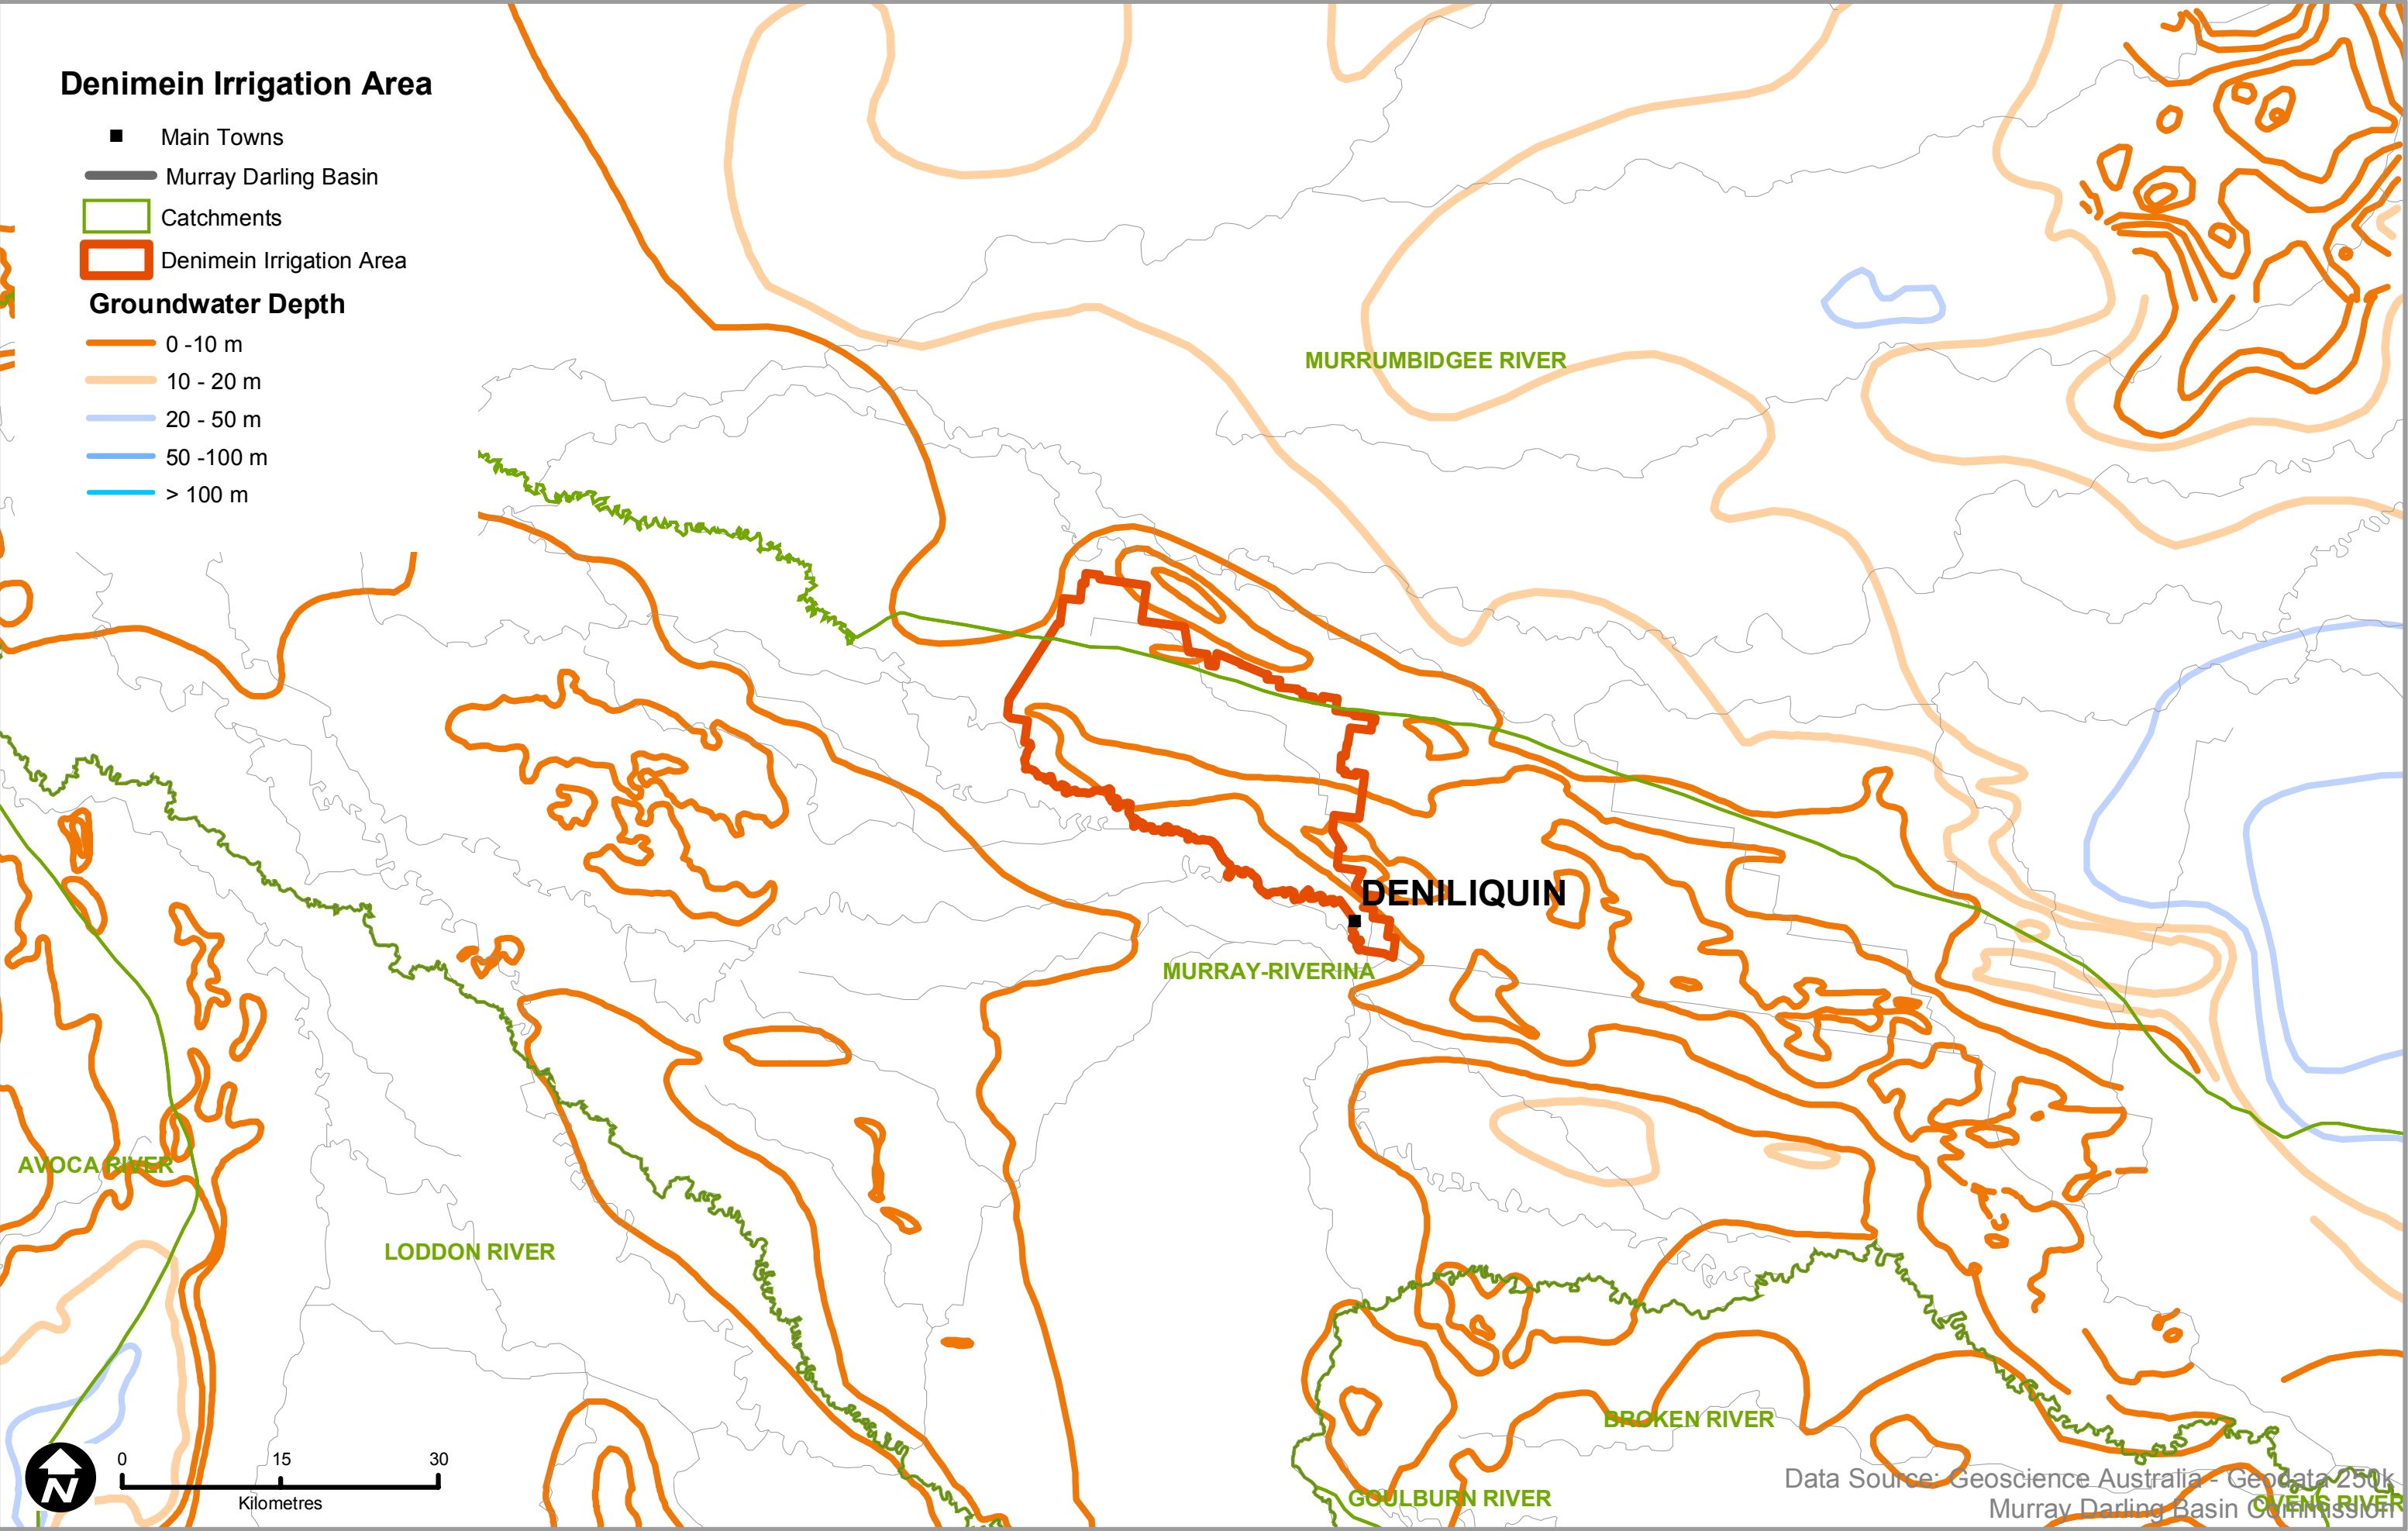 Denimein Irrigation Area
Main Towns
Murray Darling Basin
Catchments
Denimein Irrigation Area
Groundwater Depth
0 -10 m
10 - 20 m
20 - 50 m
50 -100 m
> 100 m
MURRUMBIDGEE RIVER
DENILIQUIN
MURRAY-RIVERINA
AVOCA RIVER
LODDON RIVER
BROKEN RIVER
GOULBURN RIVER
OVENS RIVER
0 15 30
Kilometres
N
Data Source: Geoscience Australia - Geodata 250k
Murray Darling Basin Commission